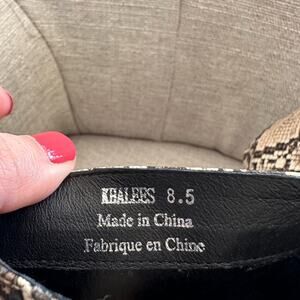 KHALEES 8.5
Made in China
Fabrique en Chine